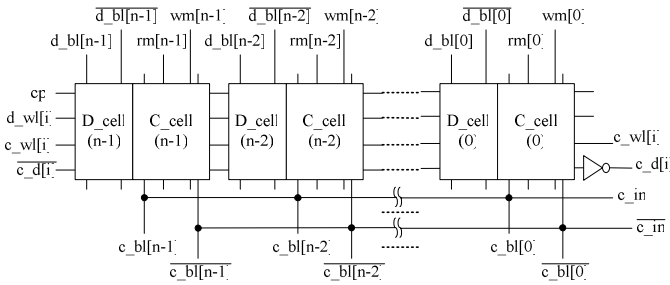 d_bl[n-1] wm[n-1] d_bl[n-2] wm[n-2] d_bl[0] wm[0]
d_bl[n-1] rm[n-1] d_bl[n-2] rm[n-2] d_bl[0] rm[0]
cp
d_wl[i]
c_wl[i]
c_d[i]
D_cell
(n-1)
C_cell
(n-1)
D_cell
(n-2)
C_cell
(n-2)
D_cell
(0)
C_cell
(0)
c_wl[i]
c_d[i]
c_in
c_in
c_bl[n-1] c_bl[n-2] c_bl[0]
c_bl[n-1] c_bl[n-2] c_bl[0]